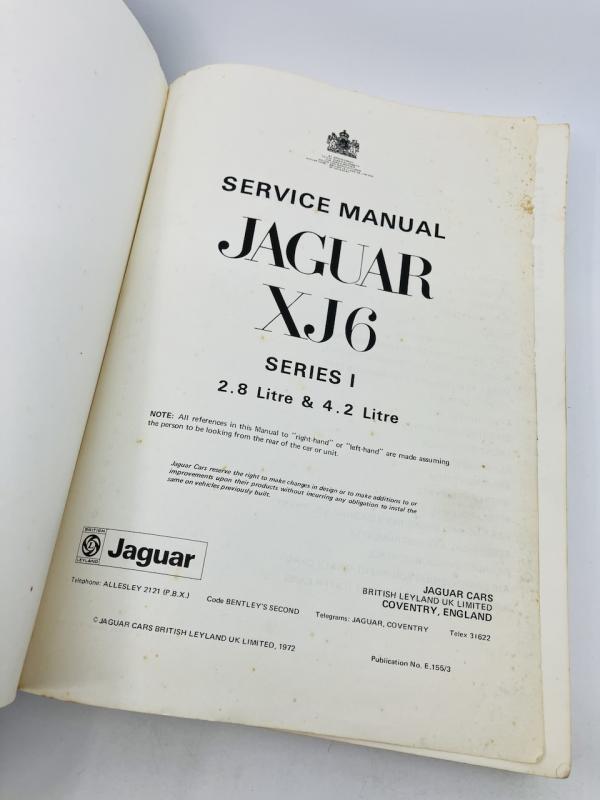 SERVICE MANUAL
JAGUAR
XJ6
SERIES I
2.8 Litre & 4.2 Litre
NOTE: All references in this Manual to "right-hand" or "left-hand" are made assuming
the person to be looking from the rear of the car or unit.
Jaguar Cars reserve the right to make changes in design or to make additions to or
improvements upon their products without incurring any obligation to instal the
same on vehicles previously built.
BRITISH
LEYLAND
Jaguar
JAGUAR CARS
BRITISH LEYLAND UK LIMITED
COVENTRY, ENGLAND
Telephone: ALLESLEY 2121 (P.B.X.)
Code BENTLEY'S SECOND
Telegrams: JAGUAR, COVENTRY
Telex 31622
© JAGUAR CARS BRITISH LEYLAND UK LIMITED, 1972
Publication No. E.155/3